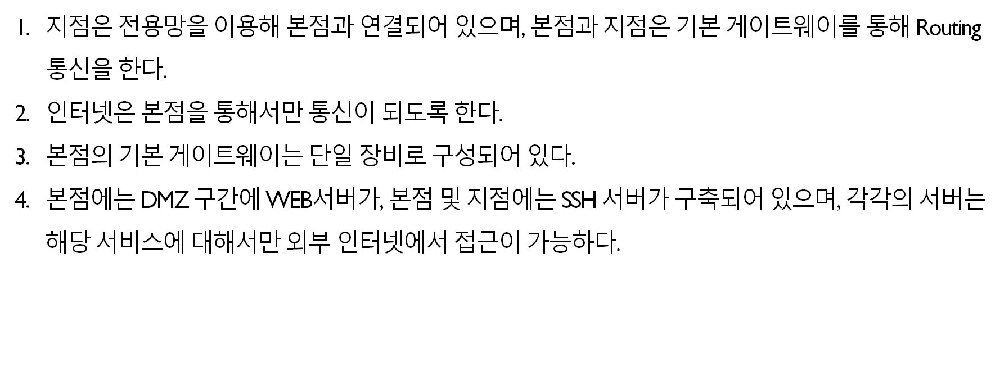 1. 지점은 전용망을 이용해 본점과 연결되어 있으며, 본점과 지점은 기본 게이트웨이를 통해 Routing
통신을 한다.
2. 인터넷은 본점을 통해서만 통신이 되도록 한다.
3. 본점의 기본 게이트웨이는 단일 장비로 구성되어 있다.
4. 본점에는 DMZ 구간에 WEB서버가, 본점 및 지점에는 SSH 서버가 구축되어 있으며, 각각의 서버는
해당 서비스에 대해서만 외부 인터넷에서 접근이 가능하다.